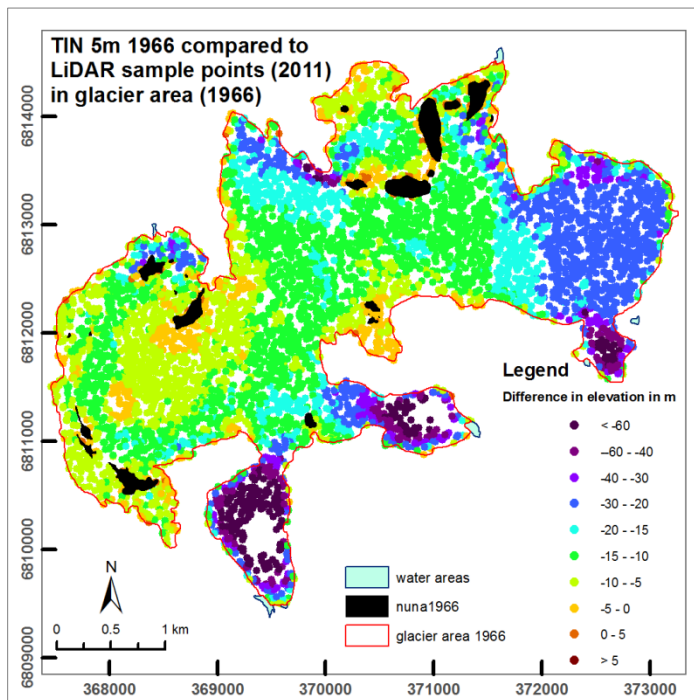 TIN 5m 1966 compared to
LiDAR sample points (2011)
in glacier area (1966)
6814000
6813000
6812000
6811000
6810000
6809000
Legend
Difference in elevation in m
< -60
–60 - -40
-40 - -30
-30 - -20
-20 - -15
-15 - -10
-10 - -5
-5 - 0
0 - 5
> 5
water areas
nuna1966
glacier area 1966
N
0 0.5 1 km
368000 369000 370000 371000 372000 373000